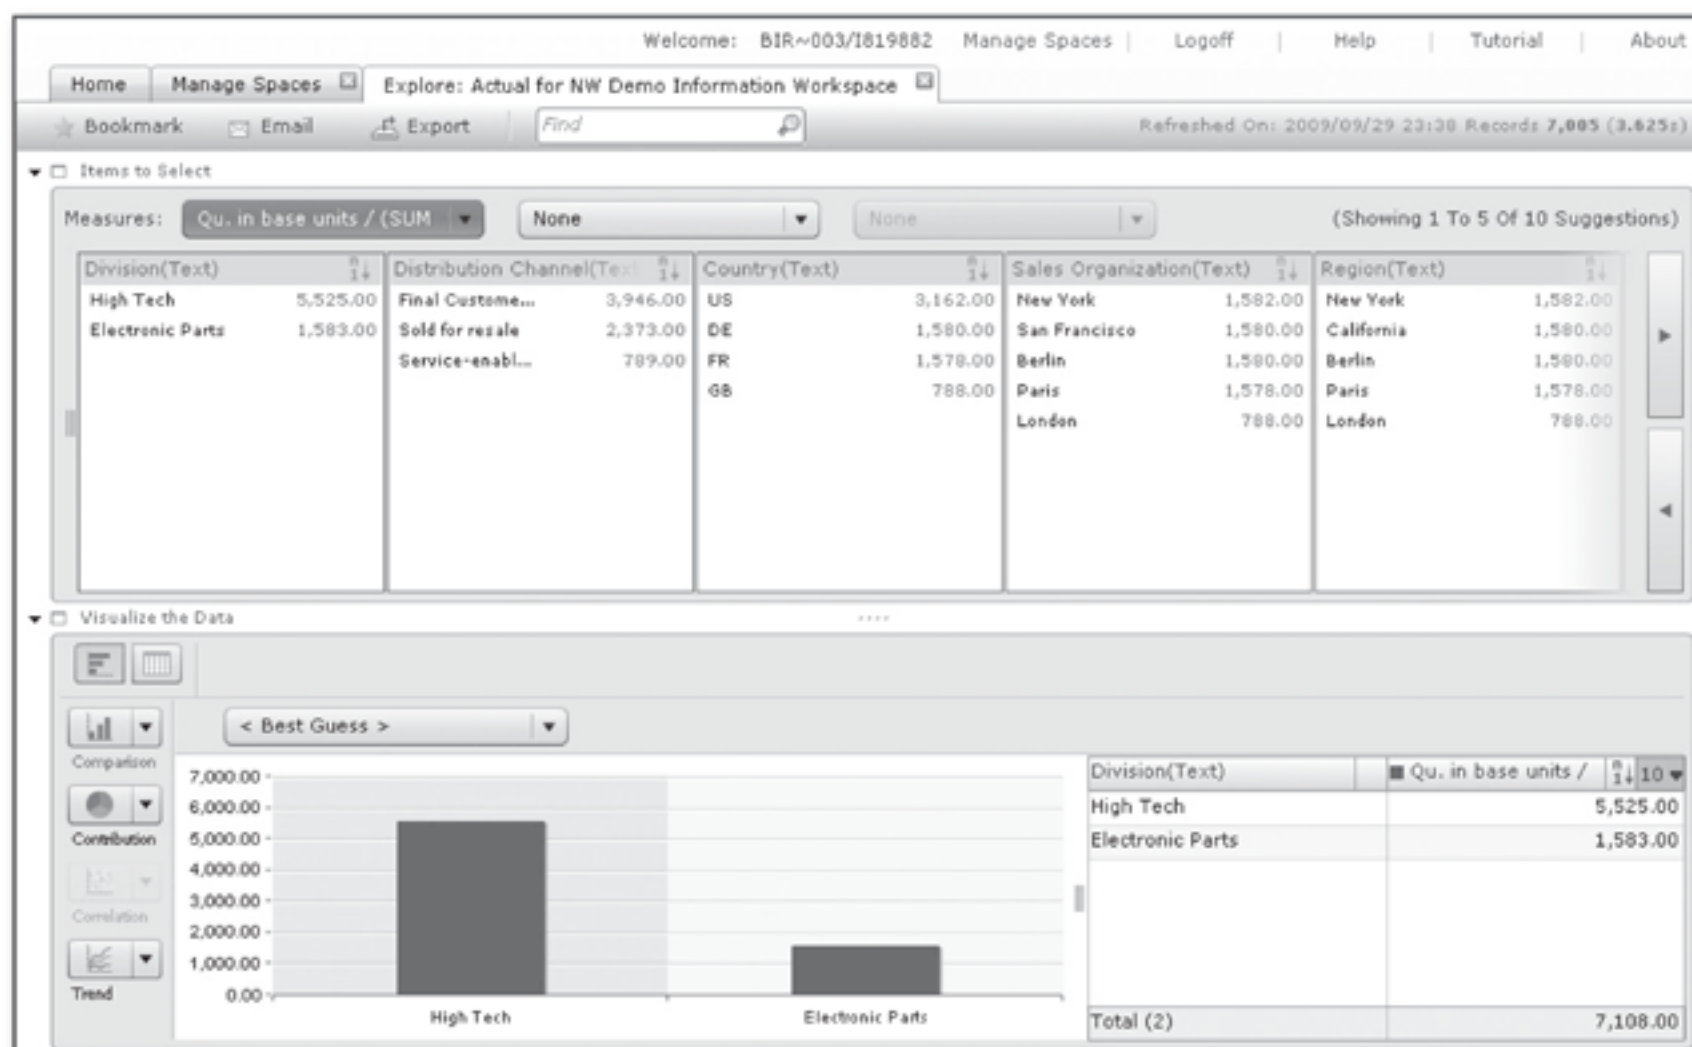 Welcome: BIR~003/I819882 Manage Spaces | Logoff | Help | Tutorial | About
Home Manage Spaces Explore: Actual for NW Demo Information Workspace
Bookmark Email Export Find Refreshed On: 2009/09/29 23:38 Records 7,005 (3.625s)
Items to Select
Measures: Qu. in base units / (SUM None None (Showing 1 To 5 Of 10 Suggestions)
Division(Text) Distribution Channel(Text Country(Text) Sales Organization(Text) Region(Text)
High Tech 5,525.00 Final Custome... 3,946.00 US 3,162.00 New York 1,582.00 New York 1,582.00
Electronic Parts 1,583.00 Sold for resale 2,373.00 DE 1,580.00 San Francisco 1,580.00 California 1,580.00
Service-enabl... 789.00 FR 1,578.00 Berlin 1,580.00 Berlin 1,580.00
GB 788.00 Paris 1,578.00 Paris 1,578.00
London 788.00 London 788.00
Visualize the Data
< Best Guess >
Comparison
Contribution
Correlation
Trend
7,000.00
6,000.00
5,000.00
4,000.00
3,000.00
2,000.00
1,000.00
0.00
High Tech Electronic Parts
Division(Text) Qu. in base units / 10
High Tech 5,525.00
Electronic Parts 1,583.00
Total (2) 7,108.00